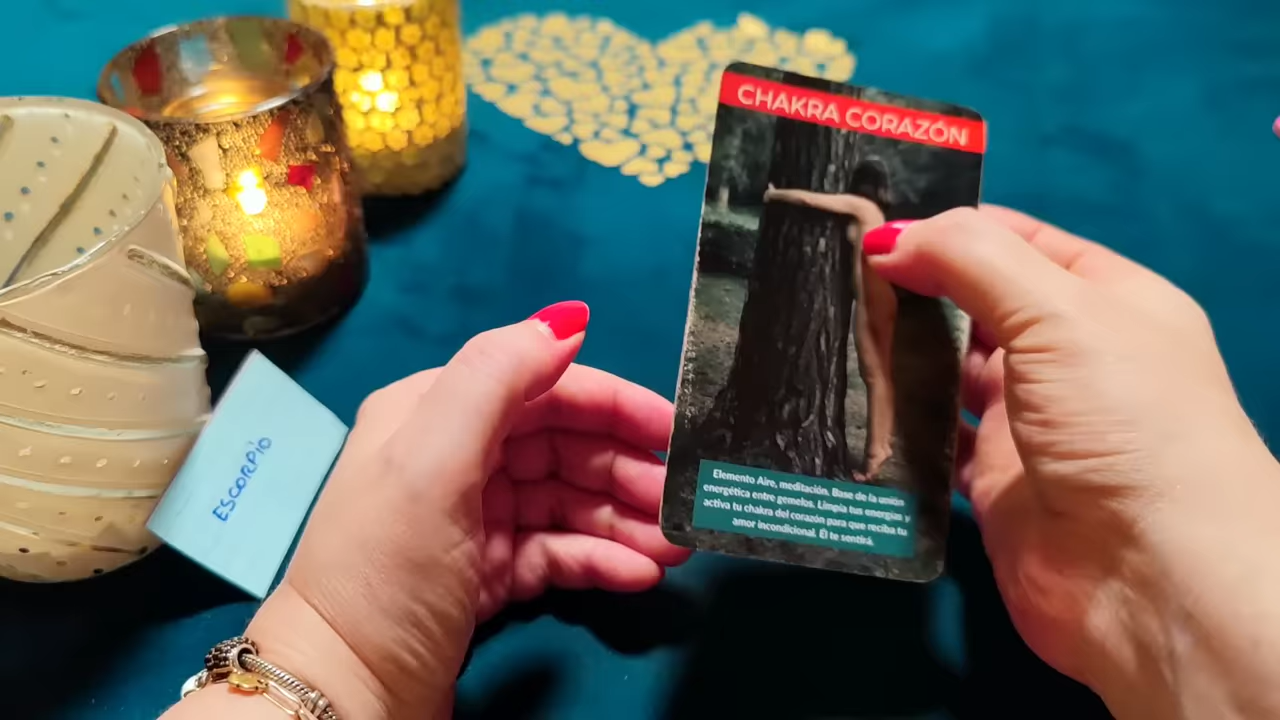 CHAKRA CORAZÓN
Elemento Aire, meditación. Base de la unión
energética entre gemelos. Limpia tus energías y
activa tu chakra del corazón para que reciba tu
amor incondicional. Él te sentirá.
ESCORPIO